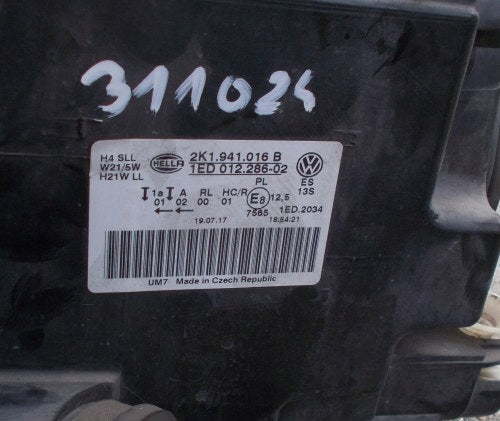 311024
H4 SLL
W21/5W
H21W LL
HELLA
2K1.941.016 B
1ED 012.286-02
PL
ES
13S
1a A RL HC/R E8 12,5
01 02 00 01
7565 1ED.2034
19.07.17 18:54:21
UM7 Made in Czech Republic